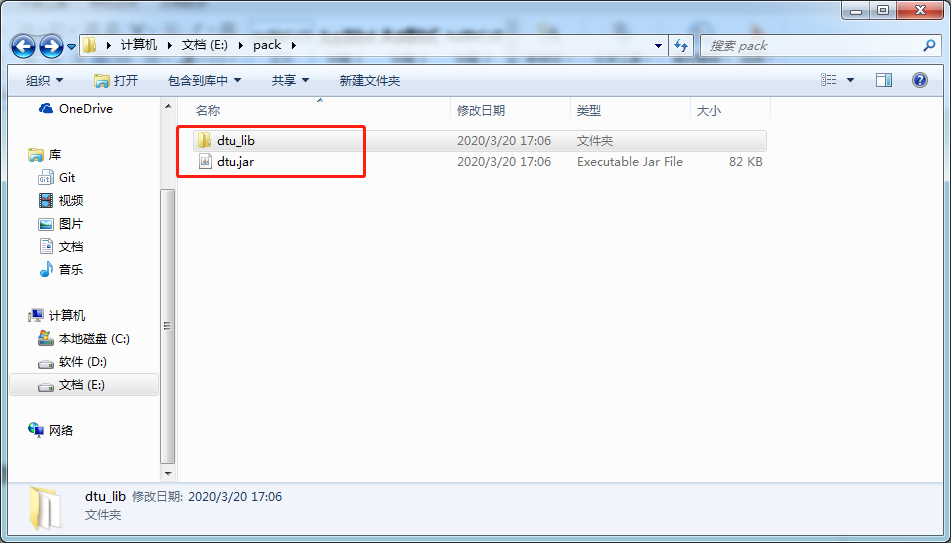 计算机 文档 (E:) pack 搜索 pack
组织 打开 包含到库中 共享 新建文件夹
OneDrive
库
Git
视频
图片
文档
音乐
计算机
本地磁盘 (C:)
软件 (D:)
文档 (E:)
网络
名称 修改日期 类型 大小
dtu_lib 2020/3/20 17:06 文件夹
dtu.jar 2020/3/20 17:06 Executable Jar File 82 KB
dtu_lib 修改日期: 2020/3/20 17:06
文件夹